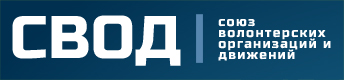 СВОД
союз
волонтерских
организаций и
движений